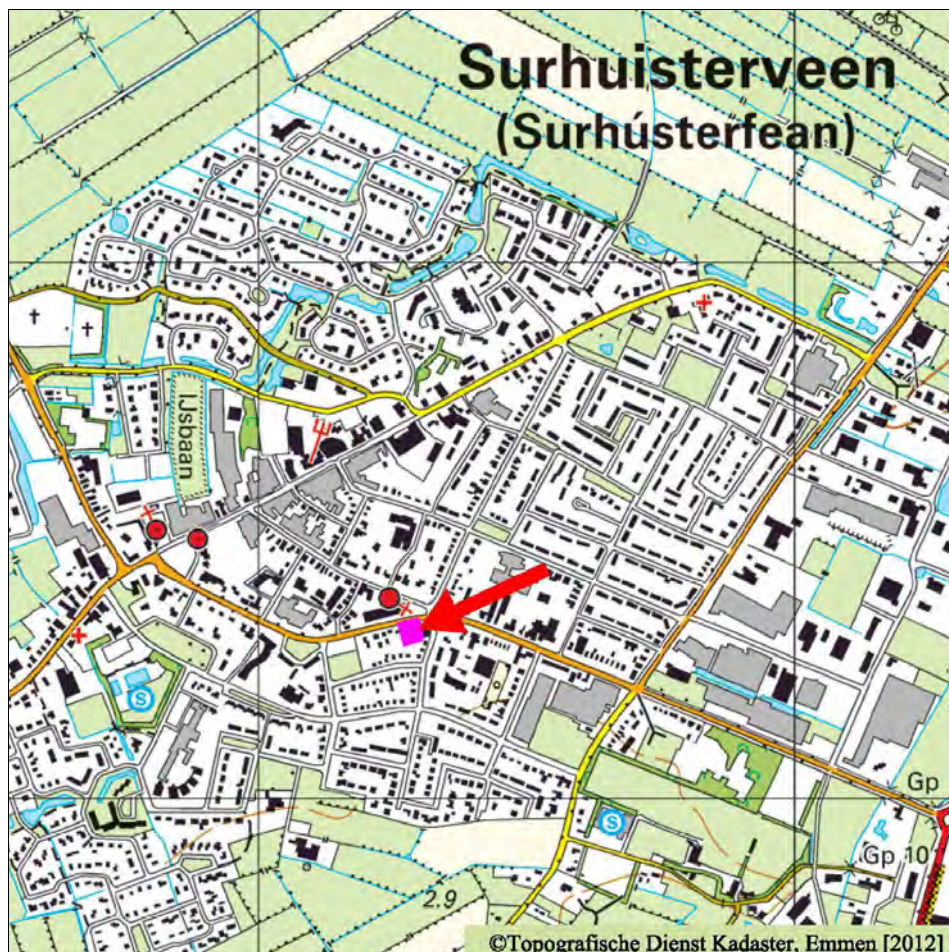 Surhuisterveen
(Surhústerfean)
IJsbaan
S
S
Gp
Gp 10
2.9
©Topografische Dienst Kadaster, Emmen [2012]